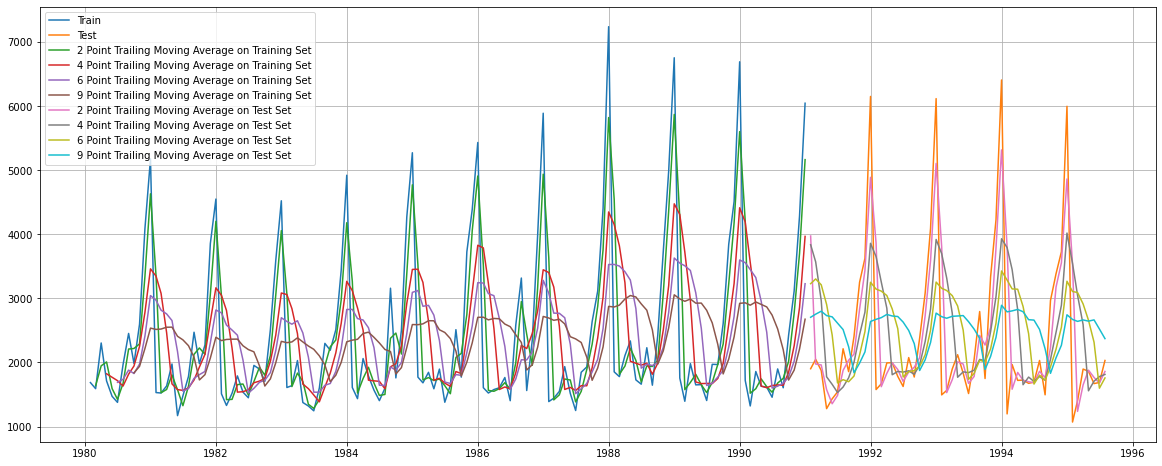 7000
6000
5000
4000
3000
2000
1000
Train
Test
2 Point Trailing Moving Average on Training Set
4 Point Trailing Moving Average on Training Set
6 Point Trailing Moving Average on Training Set
9 Point Trailing Moving Average on Training Set
2 Point Trailing Moving Average on Test Set
4 Point Trailing Moving Average on Test Set
6 Point Trailing Moving Average on Test Set
9 Point Trailing Moving Average on Test Set
1980 1982 1984 1986 1988 1990 1992 1994 1996